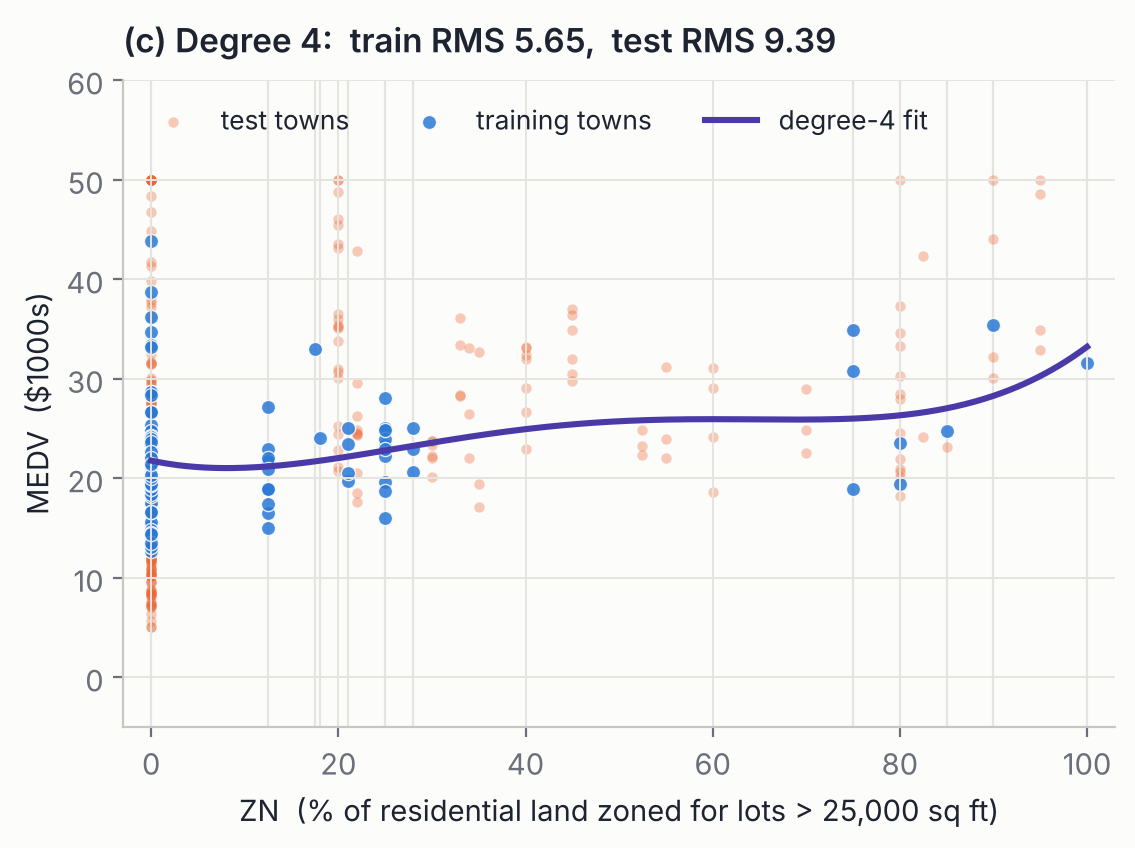 (c) Degree 4:  train RMS 5.65,  test RMS 9.39
60
test towns
training towns
degree-4 fit
50
40
30
20
10
0
MEDV  ($1000s)
0
20
40
60
80
100
ZN  (% of residential land zoned for lots > 25,000 sq ft)